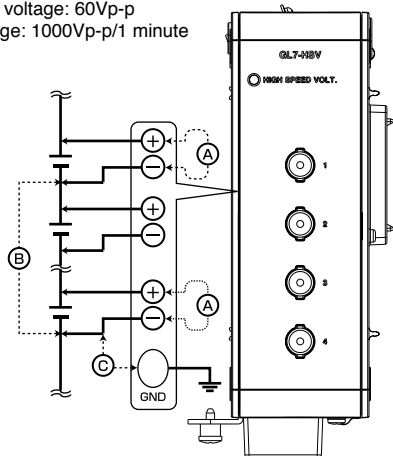 voltage: 60Vp-p
ge: 1000Vp-p/1 minute
GL7-HSV
HIGH SPEED VOLT.
+
A
−
1
+
2
B
−
3
+
A
−
4
C
GND